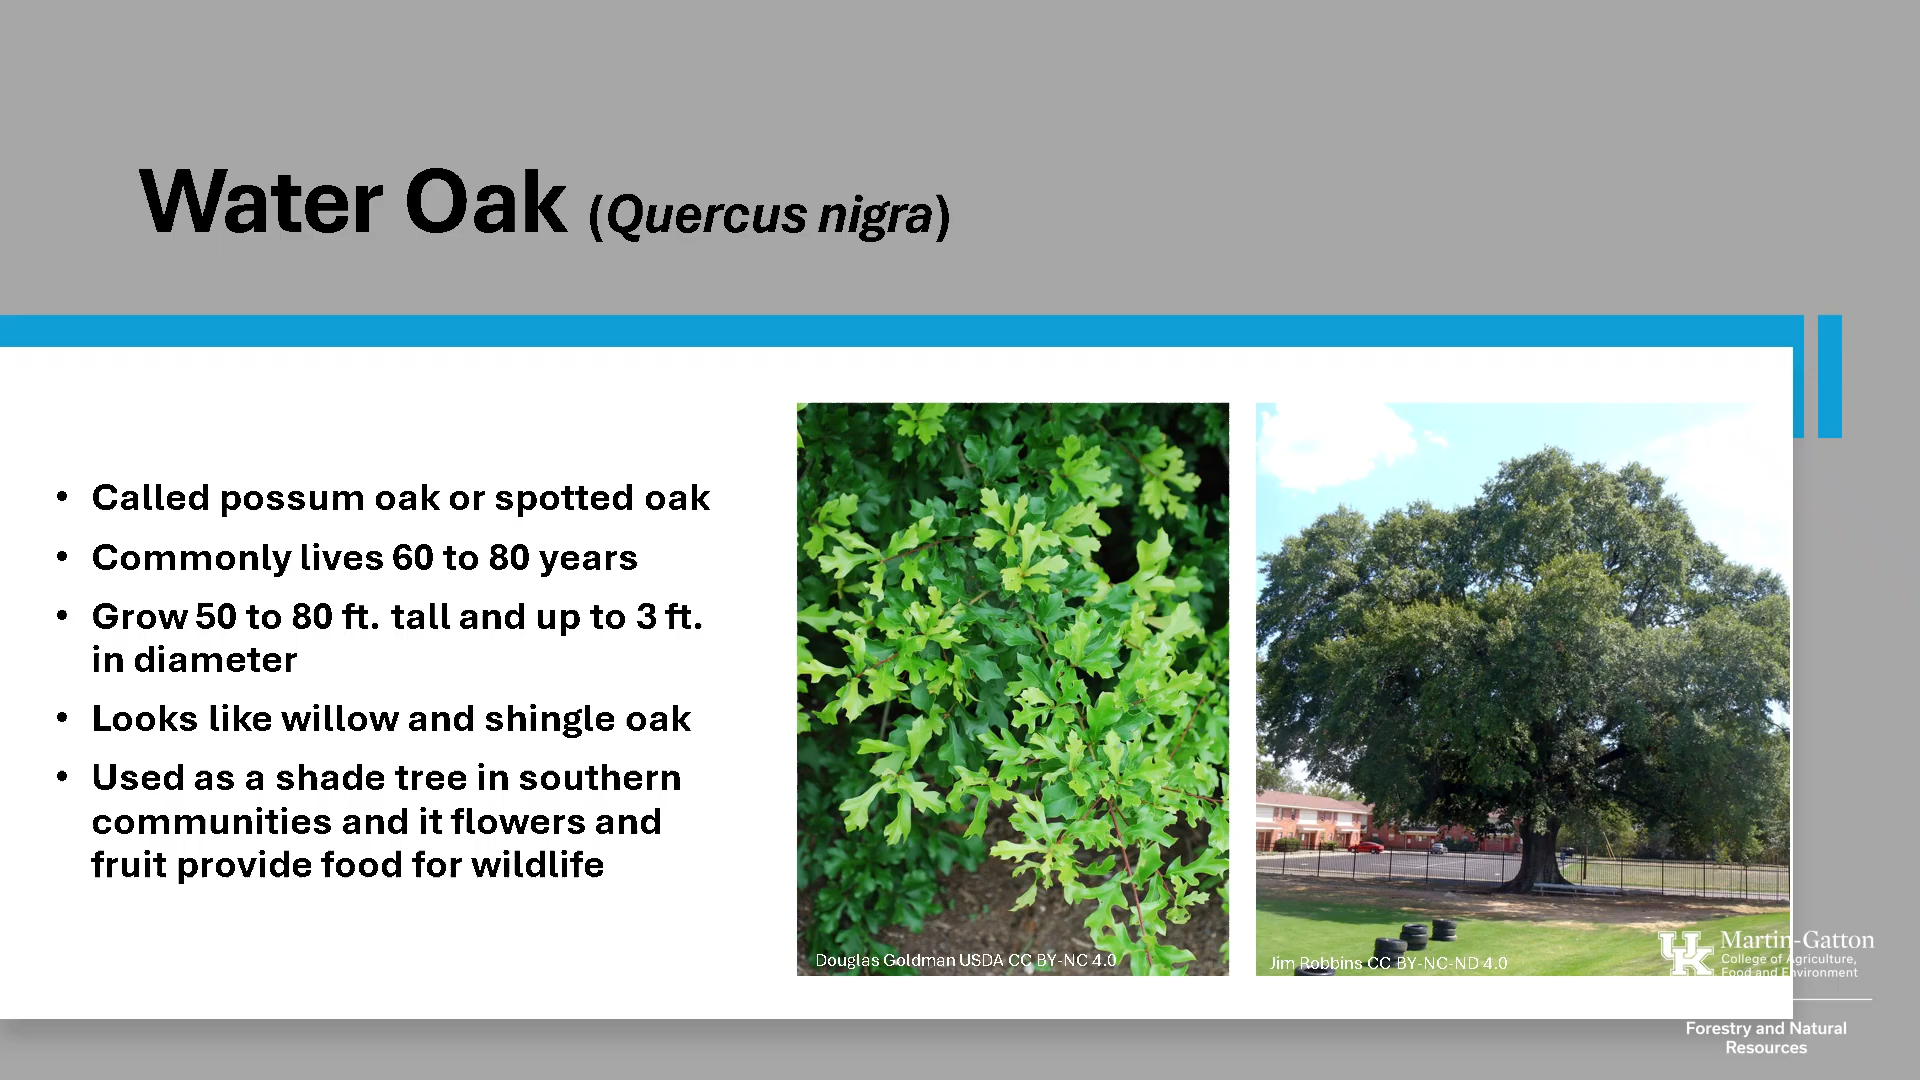 Water Oak (Quercus nigra)
• Called possum oak or spotted oak
• Commonly lives 60 to 80 years
• Grow 50 to 80 ft. tall and up to 3 ft.
in diameter
• Looks like willow and shingle oak
• Used as a shade tree in southern
communities and it flowers and
fruit provide food for wildlife
Douglas Goldman USDA CC BY-NC 4.0
Jim Robbins CC BY-NC-ND 4.0
UK
Martin-Gatton
College of Agriculture,
Food and Environment
Forestry and Natural
Resources